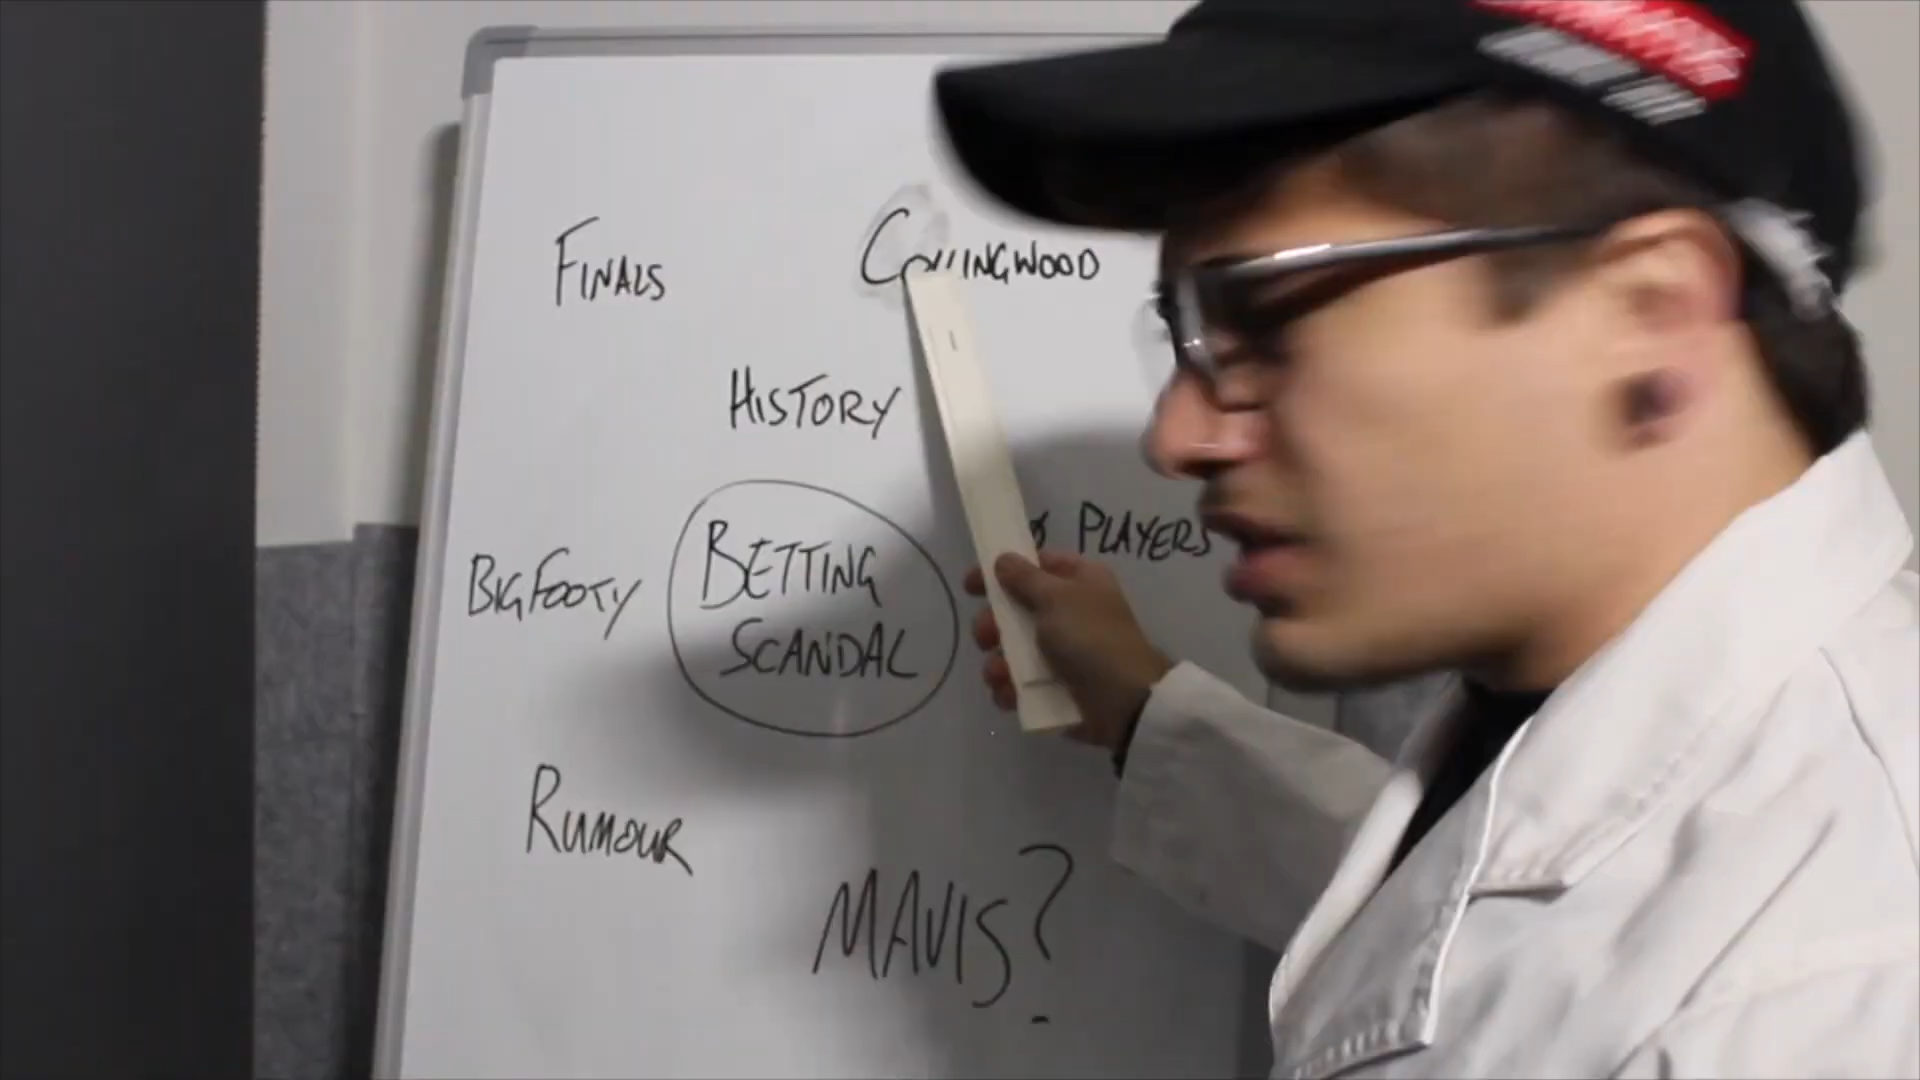 FINALS
COLLINGWOOD
HISTORY
PLAYERS
BIGFOOTY
BETTING
SCANDAL
RUMOUR
MAVIS?